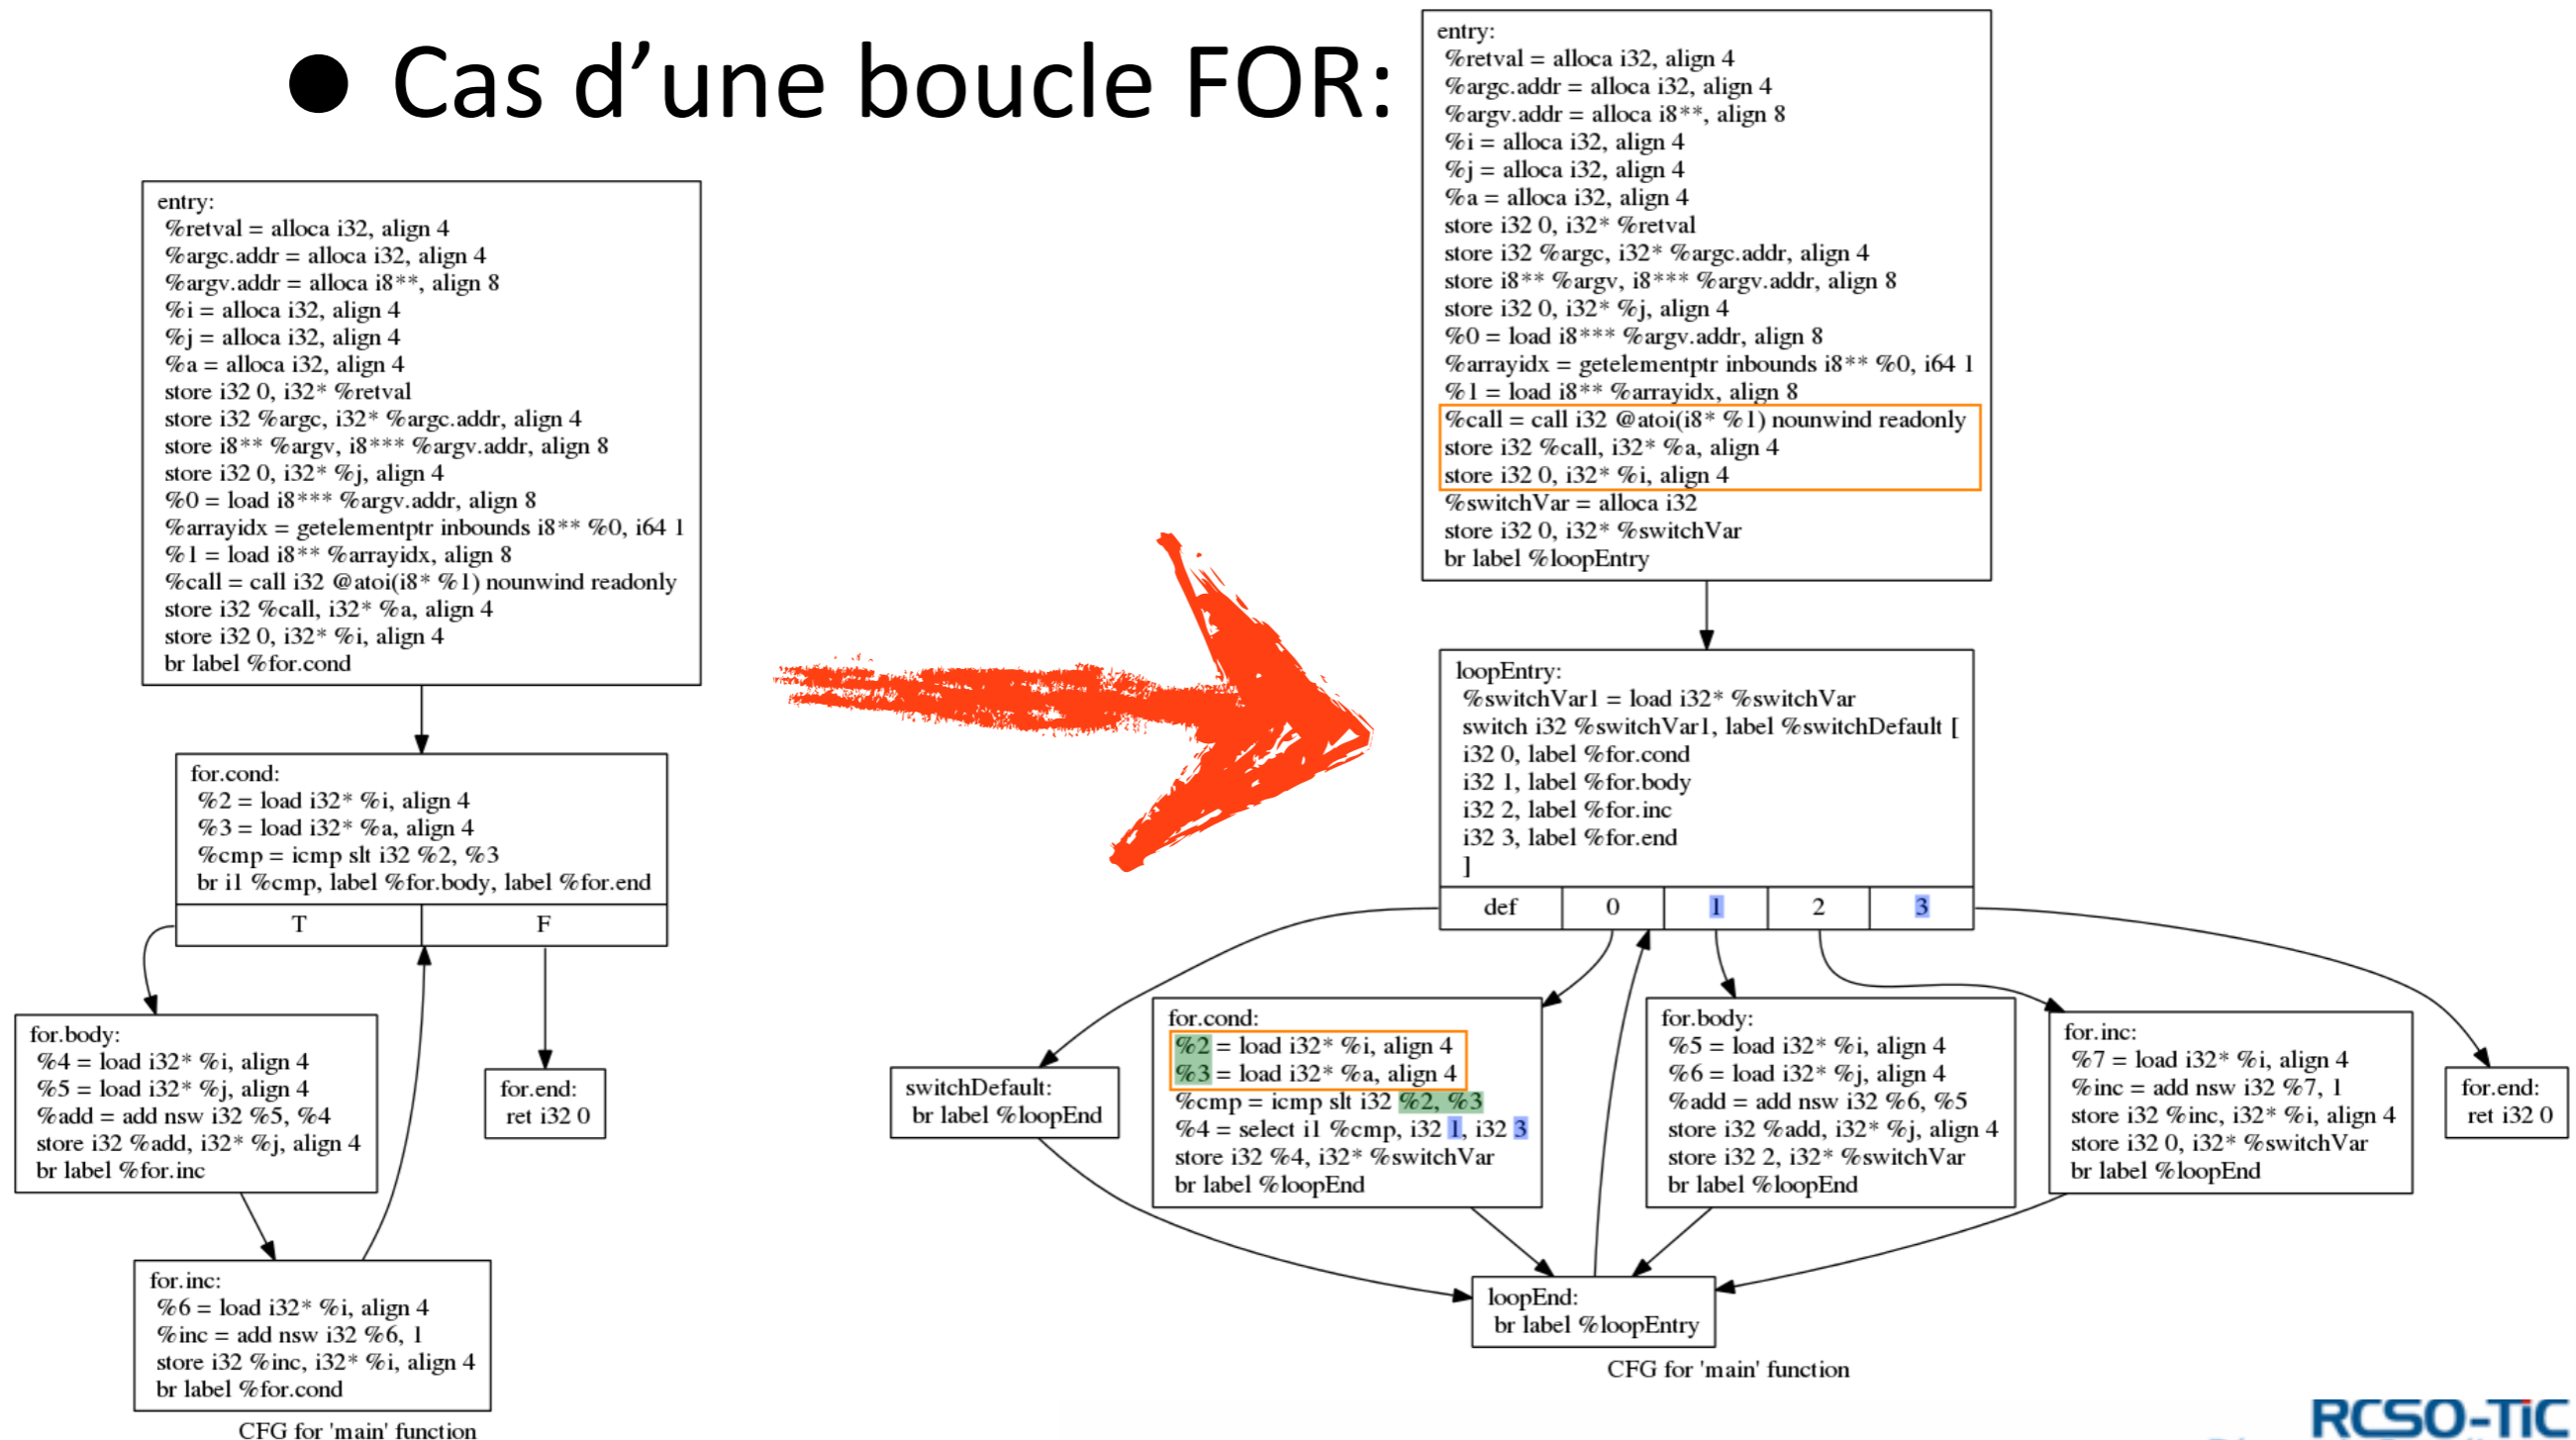 ● Cas d’une boucle FOR:
entry:
%retval = alloca i32, align 4
%argc.addr = alloca i32, align 4
%argv.addr = alloca i8**, align 8
%i = alloca i32, align 4
%j = alloca i32, align 4
%a = alloca i32, align 4
store i32 0, i32* %retval
store i32 %argc, i32* %argc.addr, align 4
store i8** %argv, i8*** %argv.addr, align 8
store i32 0, i32* %j, align 4
%0 = load i8*** %argv.addr, align 8
%arrayidx = getelementptr inbounds i8** %0, i64 1
%1 = load i8** %arrayidx, align 8
%call = call i32 @atoi(i8* %1) nounwind readonly
store i32 %call, i32* %a, align 4
store i32 0, i32* %i, align 4
br label %for.cond
for.cond:
%2 = load i32* %i, align 4
%3 = load i32* %a, align 4
%cmp = icmp slt i32 %2, %3
br i1 %cmp, label %for.body, label %for.end
T F
for.body:
%4 = load i32* %i, align 4
%5 = load i32* %j, align 4
%add = add nsw i32 %5, %4
store i32 %add, i32* %j, align 4
br label %for.inc
for.end:
ret i32 0
for.inc:
%6 = load i32* %i, align 4
%inc = add nsw i32 %6, 1
store i32 %inc, i32* %i, align 4
br label %for.cond
CFG for 'main' function
entry:
%retval = alloca i32, align 4
%argc.addr = alloca i32, align 4
%argv.addr = alloca i8**, align 8
%i = alloca i32, align 4
%j = alloca i32, align 4
%a = alloca i32, align 4
store i32 0, i32* %retval
store i32 %argc, i32* %argc.addr, align 4
store i8** %argv, i8*** %argv.addr, align 8
store i32 0, i32* %j, align 4
%0 = load i8*** %argv.addr, align 8
%arrayidx = getelementptr inbounds i8** %0, i64 1
%1 = load i8** %arrayidx, align 8
%call = call i32 @atoi(i8* %1) nounwind readonly
store i32 %call, i32* %a, align 4
store i32 0, i32* %i, align 4
%switchVar = alloca i32
store i32 0, i32* %switchVar
br label %loopEntry
loopEntry:
%switchVar1 = load i32* %switchVar
switch i32 %switchVar1, label %switchDefault [
i32 0, label %for.cond
i32 1, label %for.body
i32 2, label %for.inc
i32 3, label %for.end
]
def 0 1 2 3
switchDefault:
br label %loopEnd
for.cond:
%2 = load i32* %i, align 4
%3 = load i32* %a, align 4
%cmp = icmp slt i32 %2, %3
%4 = select i1 %cmp, i32 1, i32 3
store i32 %4, i32* %switchVar
br label %loopEnd
for.body:
%5 = load i32* %i, align 4
%6 = load i32* %j, align 4
%add = add nsw i32 %6, %5
store i32 %add, i32* %j, align 4
store i32 2, i32* %switchVar
br label %loopEnd
for.inc:
%7 = load i32* %i, align 4
%inc = add nsw i32 %7, 1
store i32 %inc, i32* %i, align 4
store i32 0, i32* %switchVar
br label %loopEnd
for.end:
ret i32 0
loopEnd:
br label %loopEntry
CFG for 'main' function
RCSO-TiC